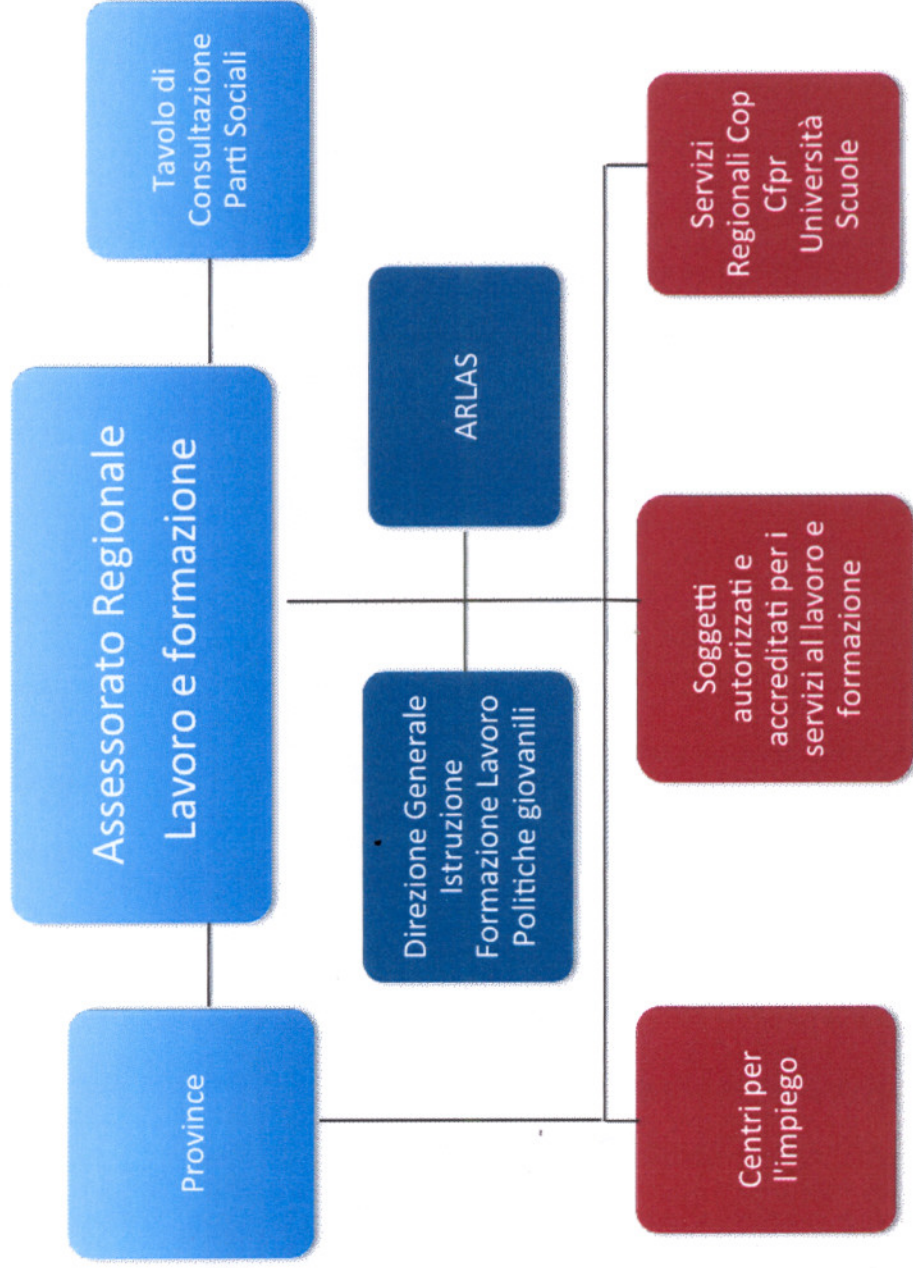 Province
Assessorato Regionale
Lavoro e formazione
Tavolo di
Consultazione
Parti Sociali
Direzione Generale
Istruzione
Formazione Lavoro
Politiche giovanili
ARLAS
Centri per
l'impiego
Soggetti
autorizzati e
accreditati per i
servizi al lavoro e
formazione
Servizi
Regionali Cop
Cfpr
Università
Scuole